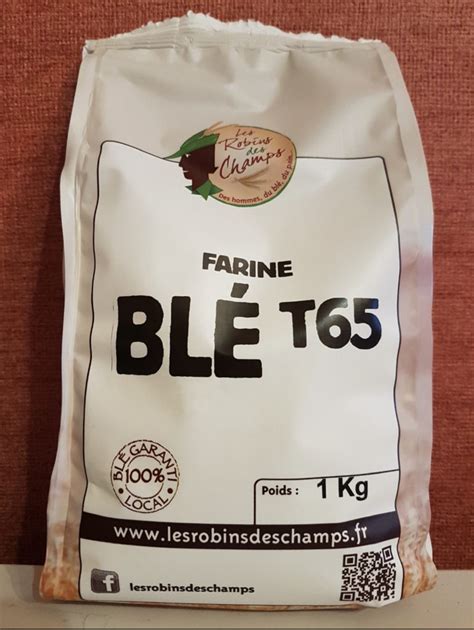 Les
Robins
des
Champs
Des hommes, du blé, du pain...
FARINE
BLÉ T65
BLÉ GARANTI
100%
LOCAL
Poids : 1 Kg
www.lesrobinsdeschamps.fr
f lesrobinsdeschamps